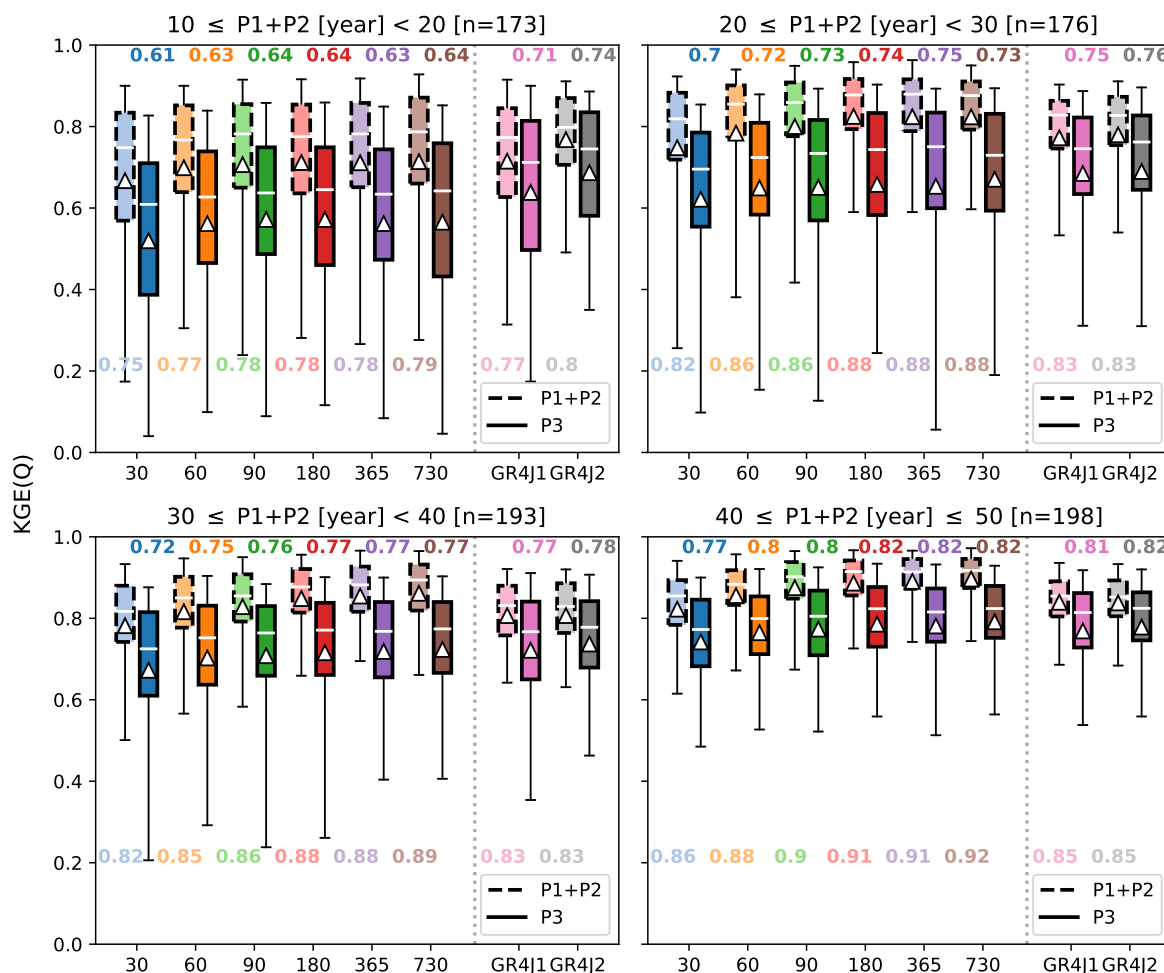 10 ≤ P1+P2 [year] < 20 [n=173]
20 ≤ P1+P2 [year] < 30 [n=176]
1.0
0.61 0.63 0.64 0.64 0.63 0.64 0.71 0.74
0.7 0.72 0.73 0.74 0.75 0.73 0.75 0.76
0.8
0.6
0.4
0.75 0.77 0.78 0.78 0.78 0.79 0.77 0.8
0.82 0.86 0.86 0.88 0.88 0.88 0.83 0.83
0.2
P1+P2
P3
P1+P2
P3
0.0
30 60 90 180 365 730 GR4J1 GR4J2
30 60 90 180 365 730 GR4J1 GR4J2
KGE(Q)
30 ≤ P1+P2 [year] < 40 [n=193]
40 ≤ P1+P2 [year] ≤ 50 [n=198]
1.0
0.72 0.75 0.76 0.77 0.77 0.77 0.77 0.78
0.77 0.8 0.8 0.82 0.82 0.82 0.81 0.82
0.8
0.6
0.4
0.2
0.82 0.85 0.86 0.88 0.88 0.89 0.83 0.83
0.86 0.88 0.9 0.91 0.91 0.92 0.85 0.85
P1+P2
P3
P1+P2
P3
0.0
30 60 90 180 365 730 GR4J1 GR4J2
30 60 90 180 365 730 GR4J1 GR4J2